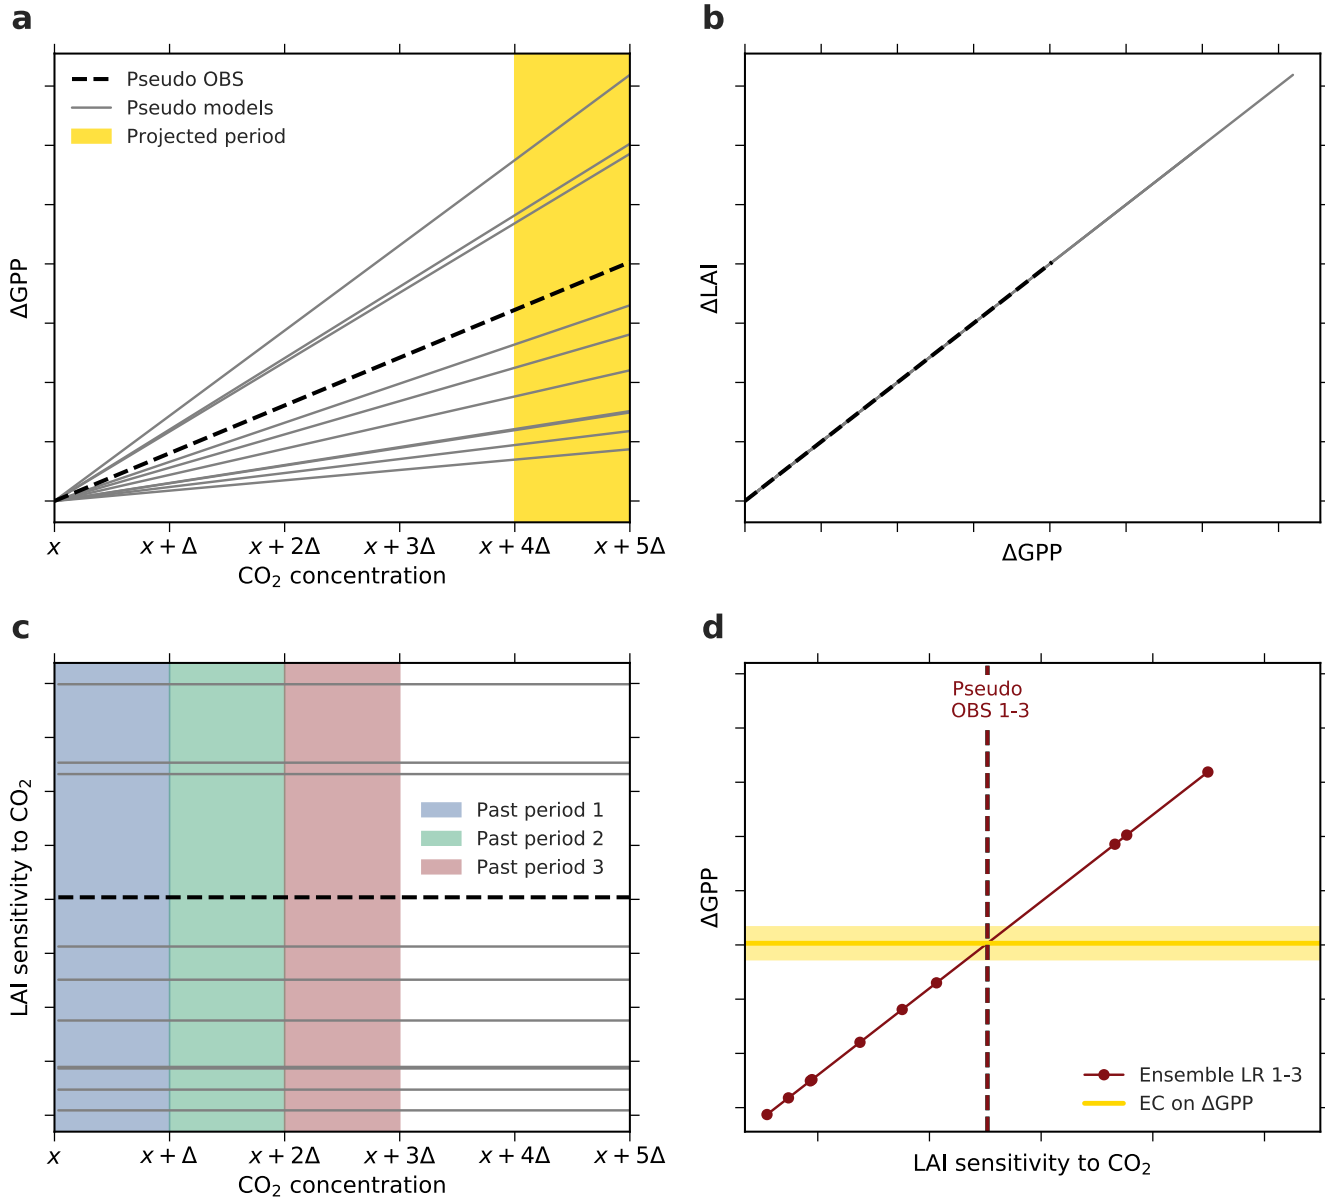 a
Pseudo OBS
Pseudo models
Projected period
ΔGPP
x
x + Δ
x + 2Δ
x + 3Δ
x + 4Δ
x + 5Δ
CO₂ concentration
b
ΔLAI
ΔGPP
c
LAI sensitivity to CO₂
Past period 1
Past period 2
Past period 3
x
x + Δ
x + 2Δ
x + 3Δ
x + 4Δ
x + 5Δ
CO₂ concentration
d
Pseudo
OBS 1-3
ΔGPP
Ensemble LR 1-3
EC on ΔGPP
LAI sensitivity to CO₂